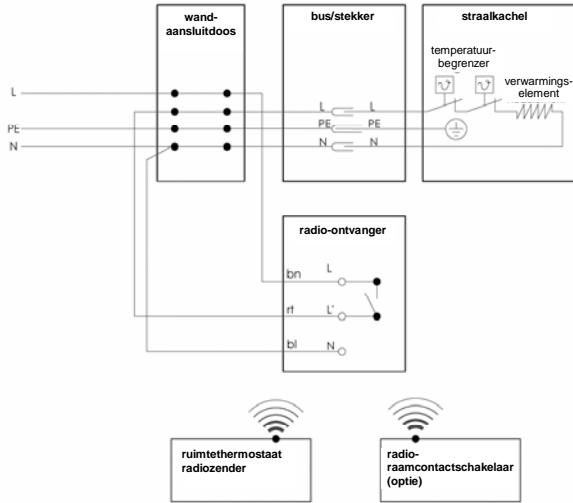 wand-
aansluitdoos
bus/stekker
straalkachel
temperatuur-
begrenzer
verwarmings-
element
L
L L
PE
PE PE
N
N N
radio-ontvanger
bn L
rt L'
bl N
ruimtethermostaat
radiozender
radio-
raamcontactschakelaar
(optie)